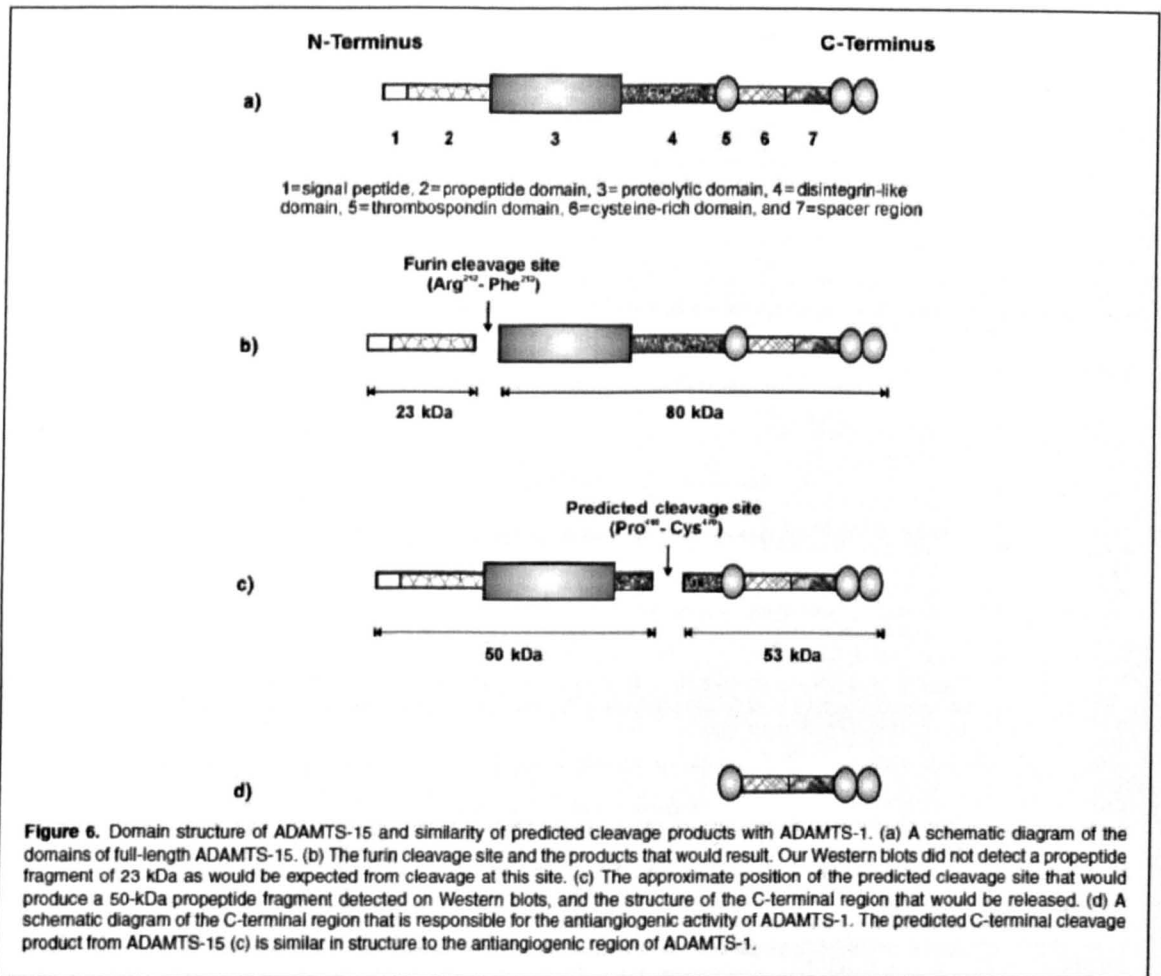 N-Terminus C-Terminus
a)
1 2 3 4 5 6 7
1=signal peptide, 2=propeptide domain, 3= proteolytic domain, 4=disintegrin-like
domain, 5=thrombospondin domain, 6=cysteine-rich domain, and 7=spacer region
Furin cleavage site
(Arg²¹² - Phe²¹³)
b)
23 kDa 80 kDa
Predicted cleavage site
(Pro - Cys)
c)
50 kDa 53 kDa
d)
Figure 6. Domain structure of ADAMTS-15 and similarity of predicted cleavage products with ADAMTS-1. (a) A schematic diagram of the
domains of full-length ADAMTS-15. (b) The furin cleavage site and the products that would result. Our Western blots did not detect a propeptide
fragment of 23 kDa as would be expected from cleavage at this site. (c) The approximate position of the predicted cleavage site that would
produce a 50-kDa propeptide fragment detected on Western blots, and the structure of the C-terminal region that would be released. (d) A
schematic diagram of the C-terminal region that is responsible for the antiangiogenic activity of ADAMTS-1. The predicted C-terminal cleavage
product from ADAMTS-15 (c) is similar in structure to the antiangiogenic region of ADAMTS-1.